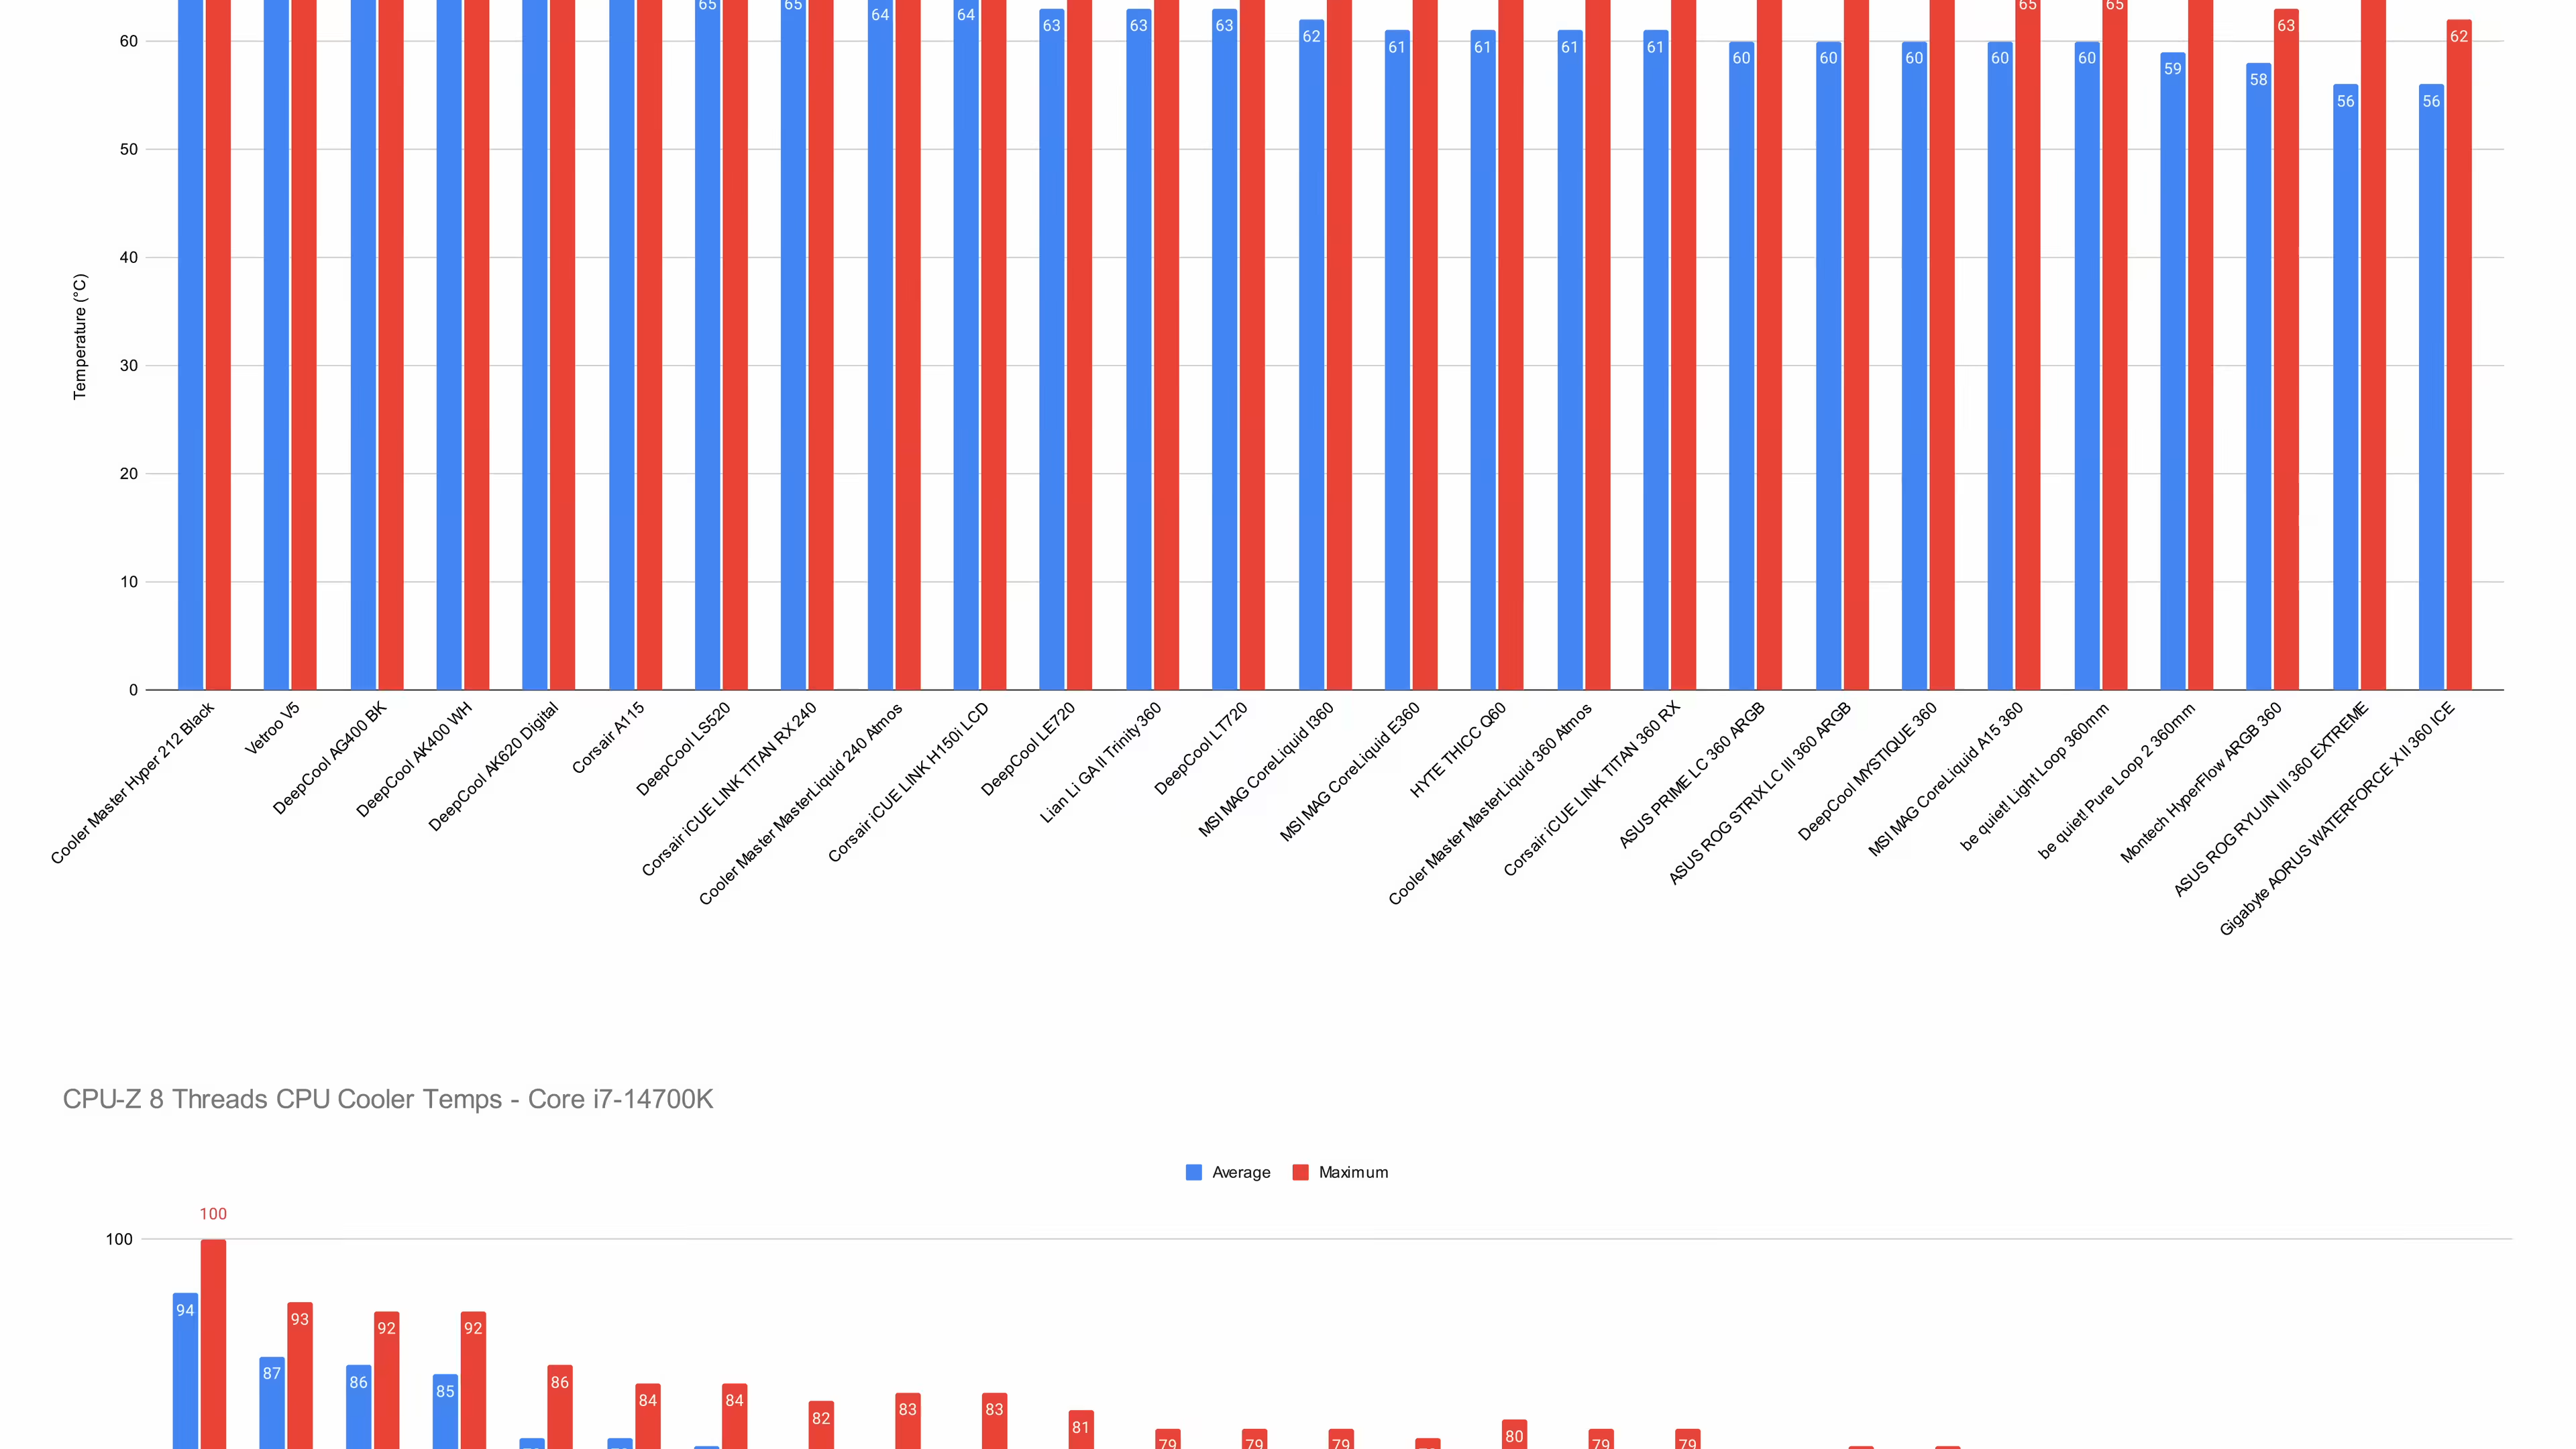 65 65 64 64 63 63 63 62 61 61 61 61 60 60 60 60 65 60 65 59 58 63 56 56 62
60
50
40
30
20
10
0
Temperature (°C)
Cooler Master Hyper 212 Black
Vetroo V5
DeepCool AG400 BK
DeepCool AK400 WH
DeepCool AK620 Digital
Corsair A115
DeepCool LS520
Corsair iCUE LINK TITAN RX 240
Cooler Master MasterLiquid 240 Atmos
Corsair iCUE LINK H150i LCD
DeepCool LE720
Lian Li GA II Trinity 360
DeepCool LT720
MSI MAG CoreLiquid I360
MSI MAG CoreLiquid E360
HYTE THICC Q60
Cooler Master MasterLiquid 360 Atmos
Corsair iCUE LINK TITAN 360 RX
ASUS PRIME LC 360 ARGB
ASUS ROG STRIX LC III 360 ARGB
DeepCool MYSTIQUE 360
MSI MAG CoreLiquid A15 360
be quiet! Light Loop 360mm
be quiet! Pure Loop 2 360mm
Montech HyperFlow ARGB 360
ASUS ROG RYUJIN III 360 EXTREME
Gigabyte AORUS WATERFORCE X II 360 ICE
CPU-Z 8 Threads CPU Cooler Temps - Core i7-14700K
Average Maximum
100
100
94 87 93 86 92 85 92 86 84 84 82 83 83 81 79 79 79 80 79 79